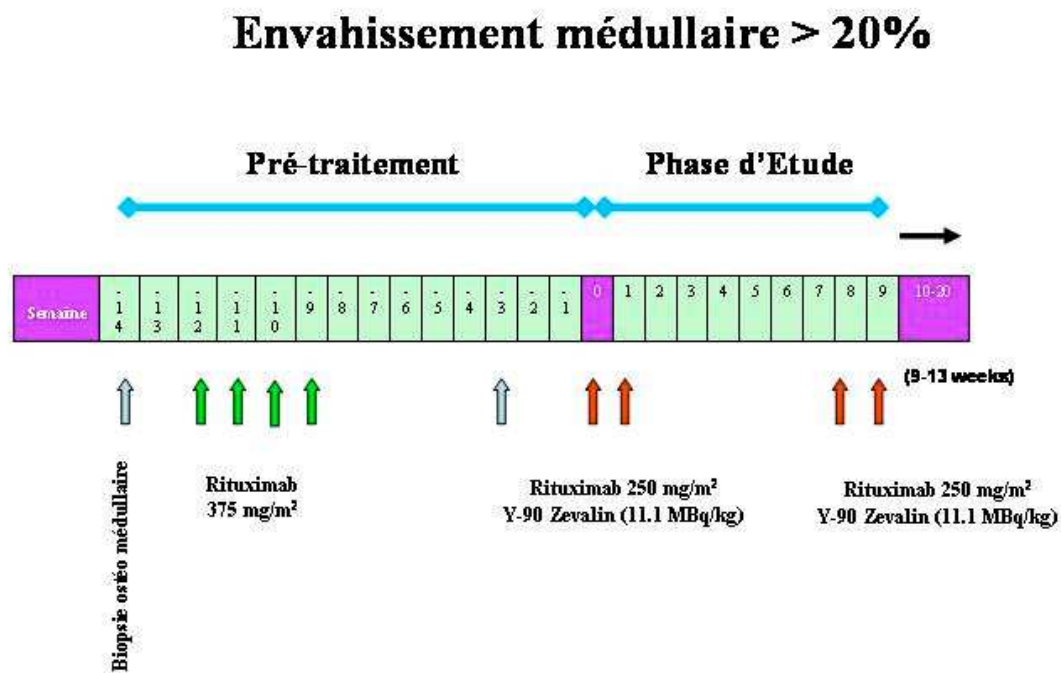 Envahissement médullaire > 20%
Pré-traitement
Phase d'Etude
Semaine -14 -13 -12 -11 -10 -9 -8 -7 -6 -5 -4 -3 -2 -1 0 1 2 3 4 5 6 7 8 9 10-20
(9-13 weeks)
Biopsie ostéo médullaire
Rituximab
375 mg/m²
Rituximab 250 mg/m²
Y-90 Zevalin (11.1 MBq/kg)
Rituximab 250 mg/m²
Y-90 Zevalin (11.1 MBq/kg)